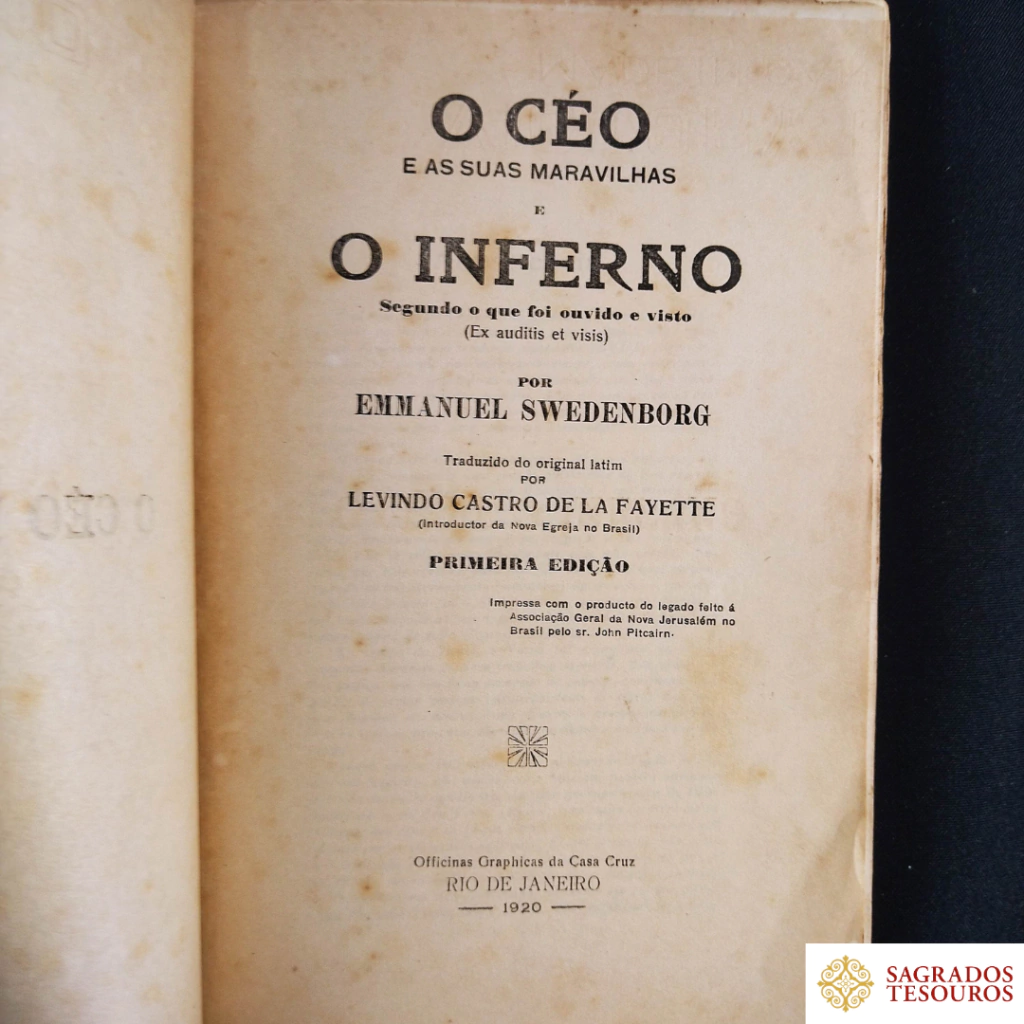 O CÉO
E AS SUAS MARAVILHAS
E
O INFERNO
Segundo o que foi ouvido e visto
(Ex auditis et visis)
POR
EMMANUEL SWEDENBORG
Traduzido do original latim
POR
LEVINDO CASTRO DE LA FAYETTE
(Introductor da Nova Egreja no Brasil)
PRIMEIRA EDIÇÃO
Impressa com o producto do legado feito á
Associação Geral da Nova Jerusalém no
Brasil pelo sr. John Pitcairn.
Officinas Graphicas da Casa Cruz
RIO DE JANEIRO
— 1920 —
SAGRADOS
TESOUROS